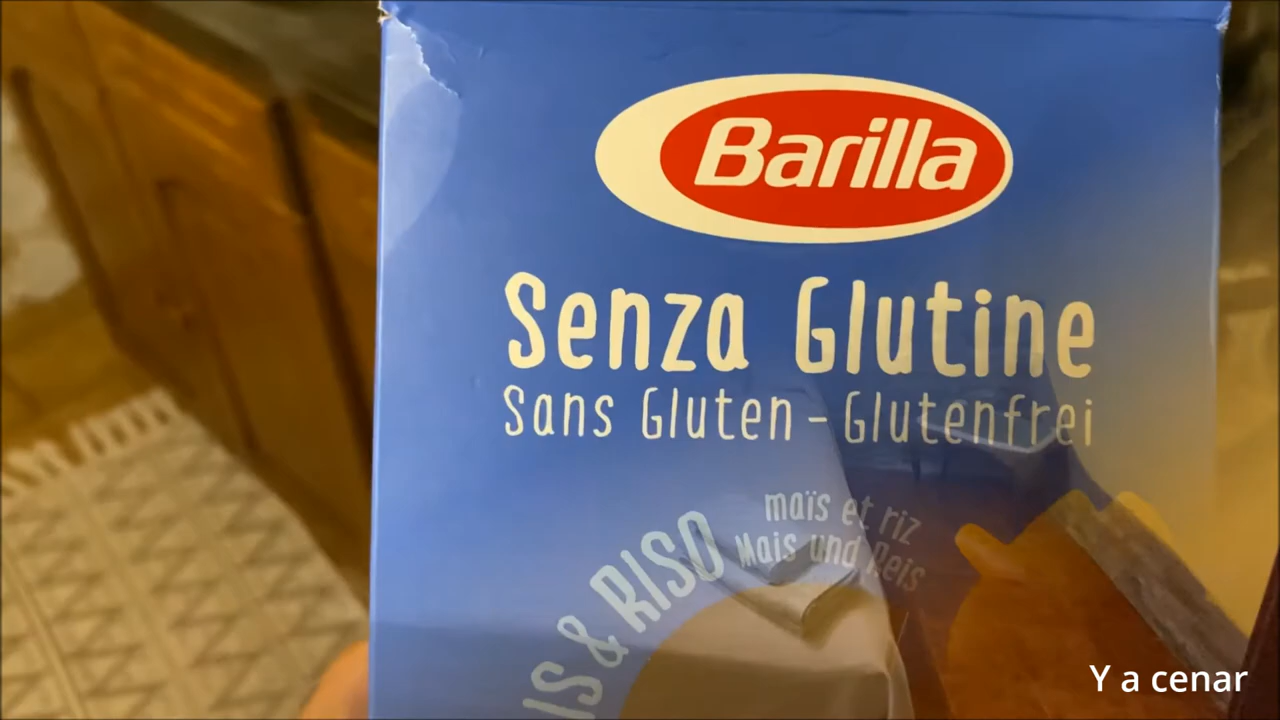 Barilla
Senza Glutine
Sans Gluten - Glutenfrei
maïs et riz
Mais und Reis
& RISO
Y a cenar